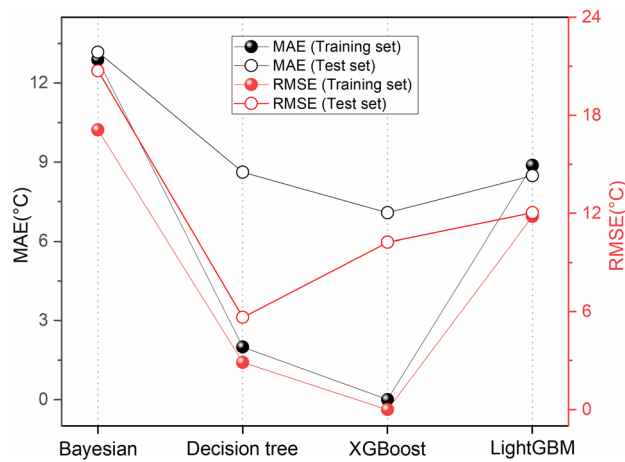 MAE (Training set)
MAE (Test set)
RMSE (Training set)
RMSE (Test set)
MAE(°C)
12
9
6
3
0
RMSE(°C)
24
18
12
6
0
Bayesian
Decision tree
XGBoost
LightGBM